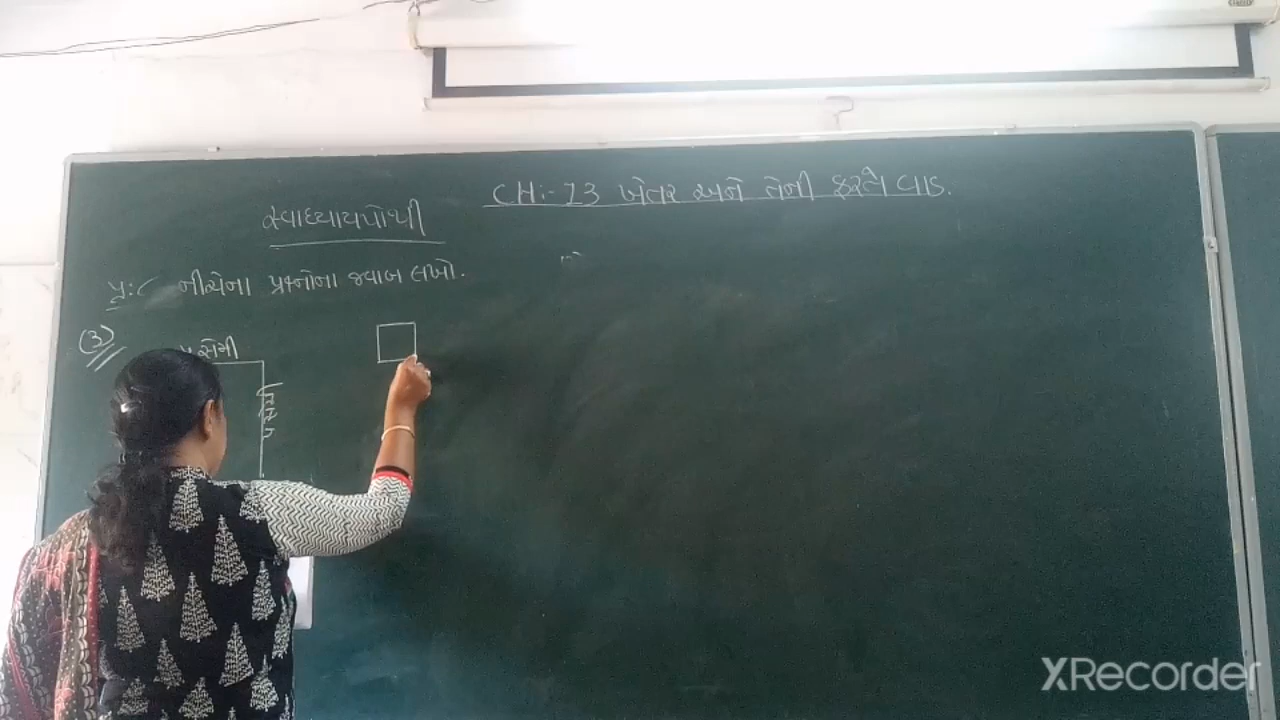 CH:- 13 ખેતર અને તેની ફરતે વાડ.
સ્વાધ્યાયપોથી
પ્ર:૮ નીચેના પ્રશ્નોના જવાબ લખો.
(૩)
સેમી
XRecorder